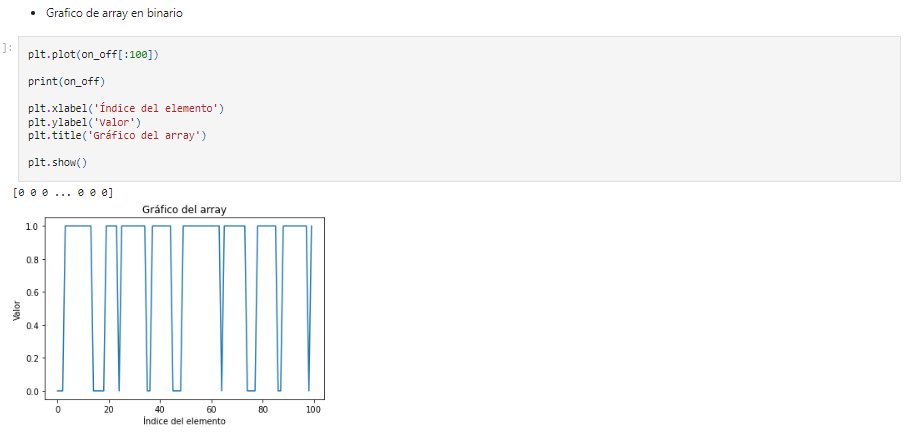 • Grafico de array en binario
]:
plt.plot(on_off[:100])
print(on_off)
plt.xlabel('Índice del elemento')
plt.ylabel('Valor')
plt.title('Gráfico del array')
plt.show()
[0 0 0 ... 0 0 0]
Gráfico del array
1.0
0.8
0.6
0.4
0.2
0.0
Valor
0 20 40 60 80 100
Índice del elemento